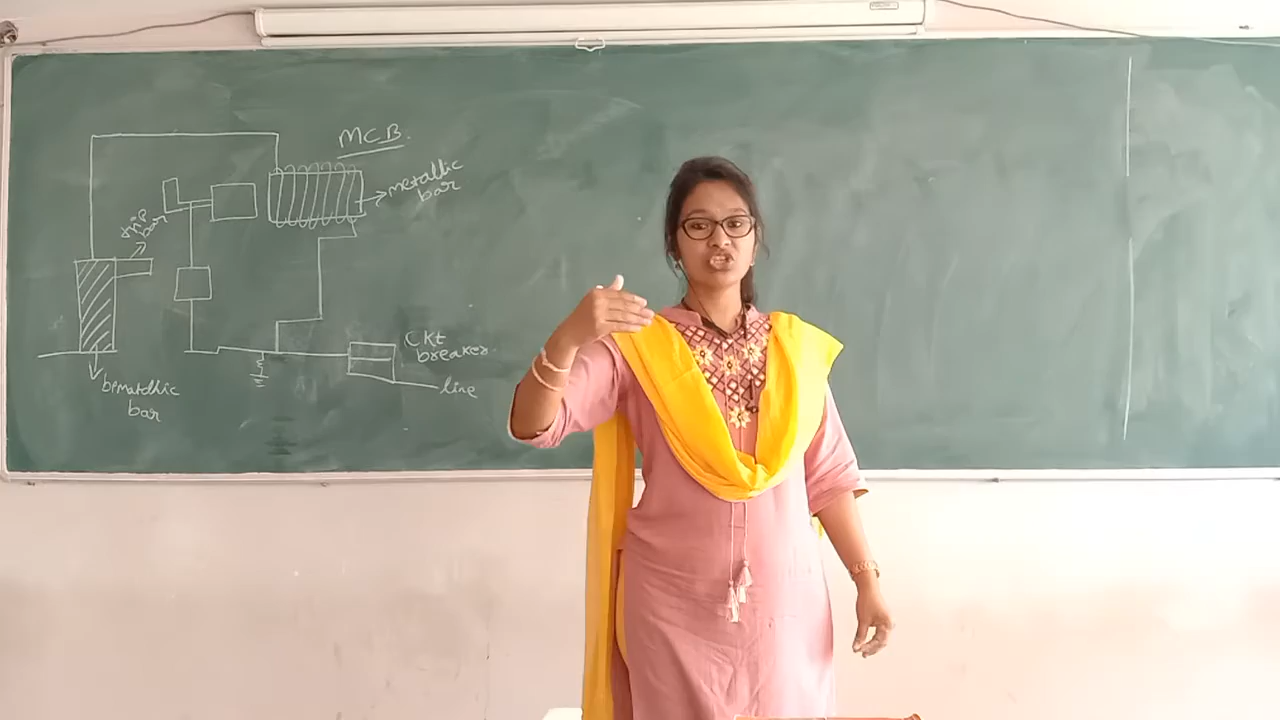 MCB.
metallic
bar
trip
bar
Ckt
breaker.
line
bimetallic
bar